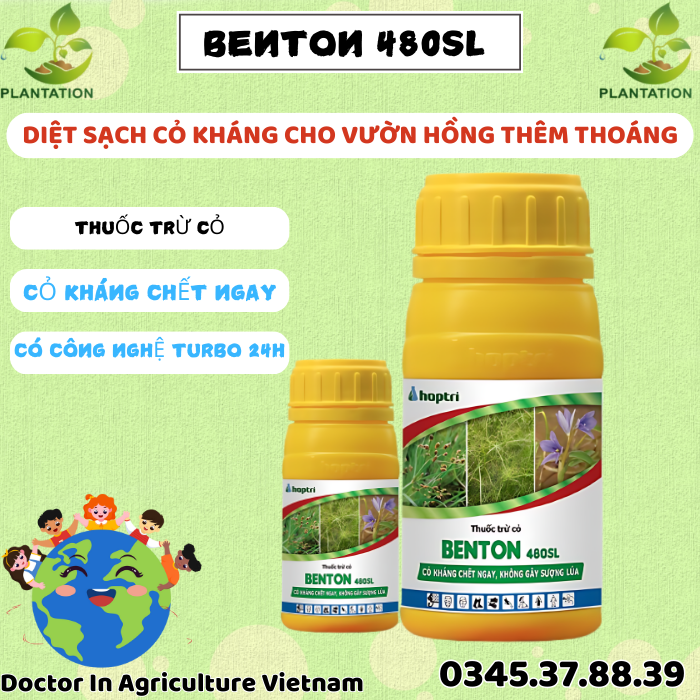 BENTON 480SL
PLANTATION
PLANTATION
DIỆT SẠCH CỎ KHÁNG CHO VƯỜN HỒNG THÊM THOÁNG
THUỐC TRỪ CỎ
CỎ KHÁNG CHẾT NGAY
CÓ CÔNG NGHỆ TURBO 24H
hoptri
Thuốc trừ cỏ
BENTON 480SL
CỎ KHÁNG CHẾT NGAY, KHÔNG GÂY SƯỢNG LÚA
hoptri
Thuốc trừ cỏ
BENTON 480SL
CỎ KHÁNG CHẾT NGAY, KHÔNG GÂY SƯỢNG LÚA
Doctor In Agriculture Vietnam
0345.37.88.39